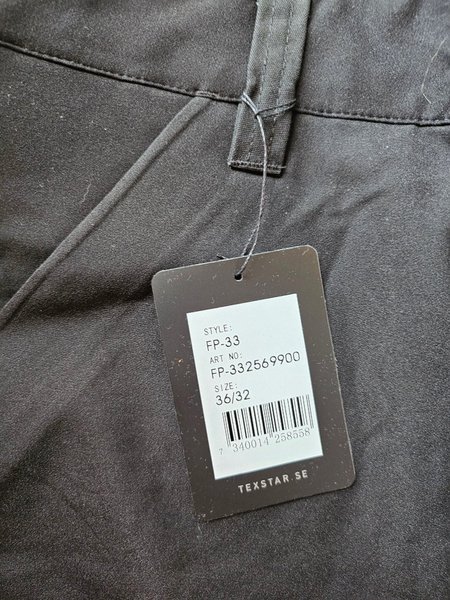 STYLE:
FP-33
ART NO:
FP-332569900
SIZE:
36/32
7 340014 258558
TEXSTAR.SE